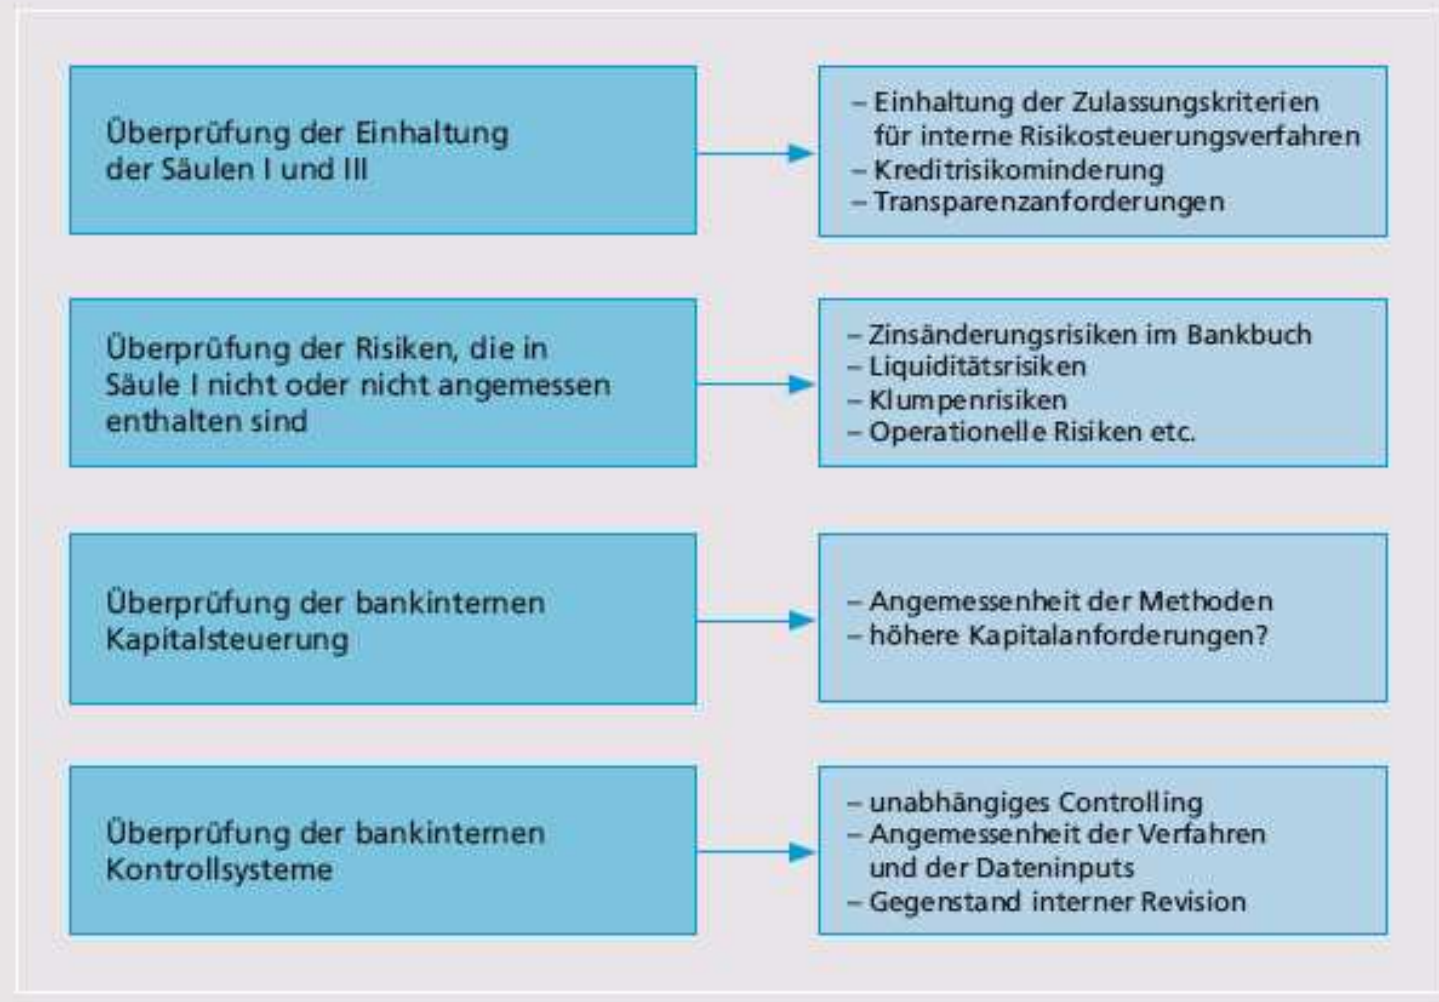 Überprüfung der Einhaltung
der Säulen I und III
– Einhaltung der Zulassungskriterien
für interne Risikosteuerungsverfahren
– Kreditrisikominderung
– Transparenzanforderungen
Überprüfung der Risiken, die in
Säule I nicht oder nicht angemessen
enthalten sind
– Zinsänderungsrisiken im Bankbuch
– Liquiditätsrisiken
– Klumpenrisiken
– Operationelle Risiken etc.
Überprüfung der bankinternen
Kapitalsteuerung
– Angemessenheit der Methoden
– höhere Kapitalanforderungen?
Überprüfung der bankinternen
Kontrollsysteme
– unabhängiges Controlling
– Angemessenheit der Verfahren
und der Dateninputs
– Gegenstand interner Revision